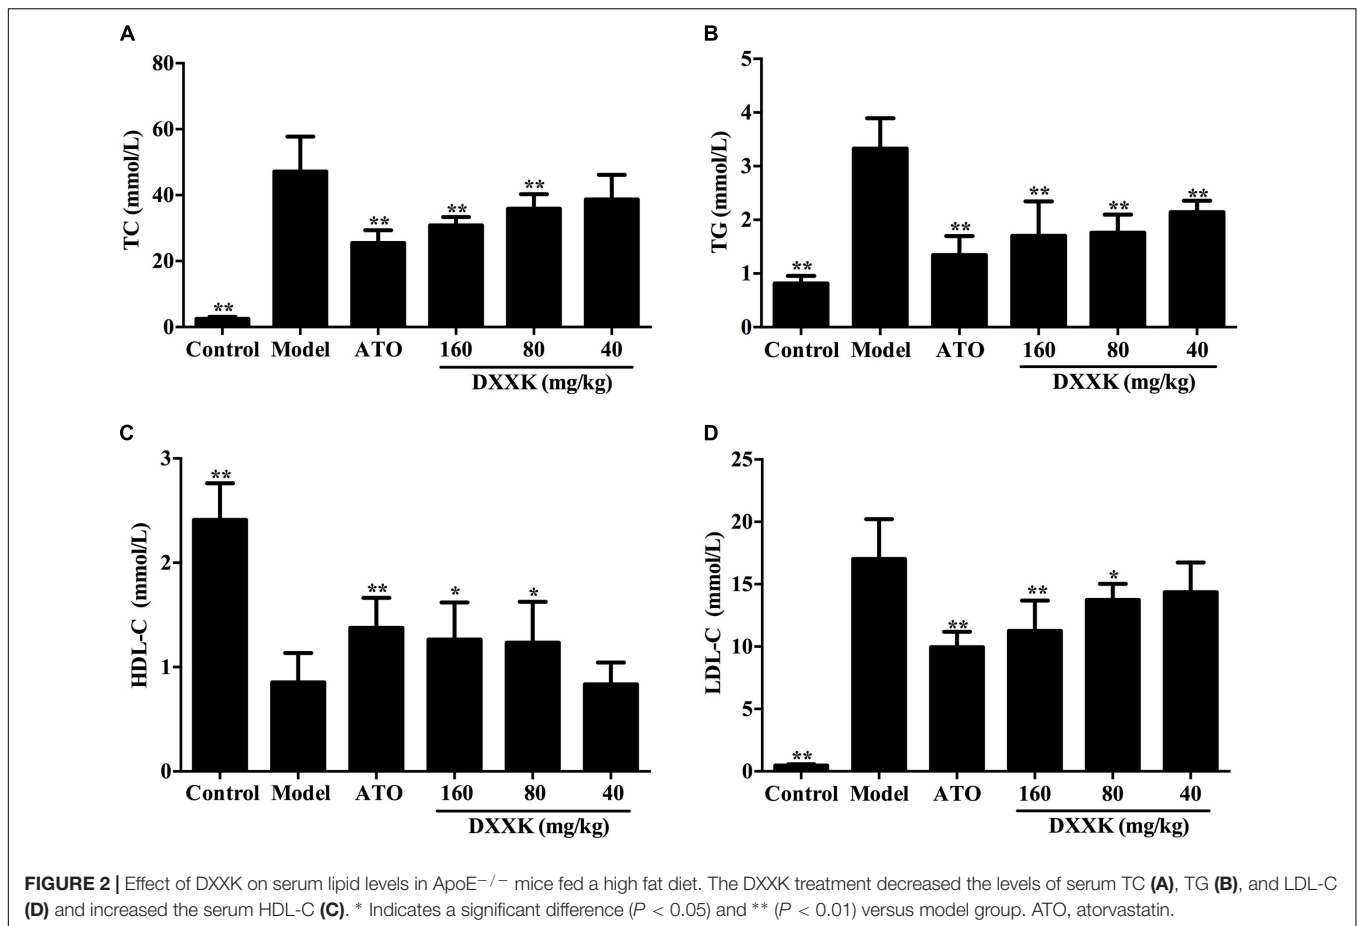 A
80
60
40
20
0
TC (mmol/L)
**
**
**
**
Control Model ATO 160 80 40
DXXK (mg/kg)
B
5
4
3
2
1
0
TG (mmol/L)
**
**
**
**
**
Control Model ATO 160 80 40
DXXK (mg/kg)
C
3
2
1
0
HDL-C (mmol/L)
**
**
*
*
Control Model ATO 160 80 40
DXXK (mg/kg)
D
25
20
15
10
5
0
LDL-C (mmol/L)
**
**
**
*
Control Model ATO 160 80 40
DXXK (mg/kg)
FIGURE 2 | Effect of DXXK on serum lipid levels in ApoE−/− mice fed a high fat diet. The DXXK treatment decreased the levels of serum TC (A), TG (B), and LDL-C
(D) and increased the serum HDL-C (C). * Indicates a significant difference (P < 0.05) and ** (P < 0.01) versus model group. ATO, atorvastatin.